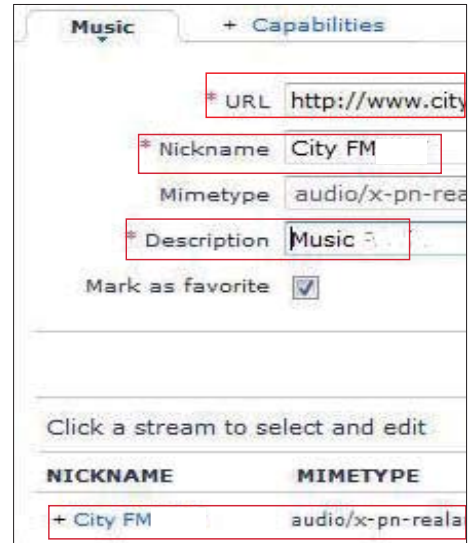 Music + Capabilities
* URL http://www.city
* Nickname City FM
Mimetype audio/x-pn-rea
* Description Music
Mark as favorite
Click a stream to select and edit
NICKNAME MIMETYPE
+ City FM audio/x-pn-reala